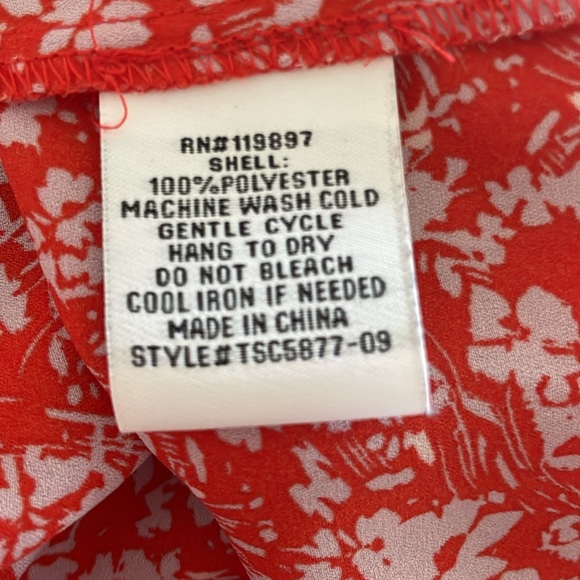 RN#119897
SHELL:
100%POLYESTER
MACHINE WASH COLD
GENTLE CYCLE
HANG TO DRY
DO NOT BLEACH
COOL IRON IF NEEDED
MADE IN CHINA
STYLE#TSC5877-09